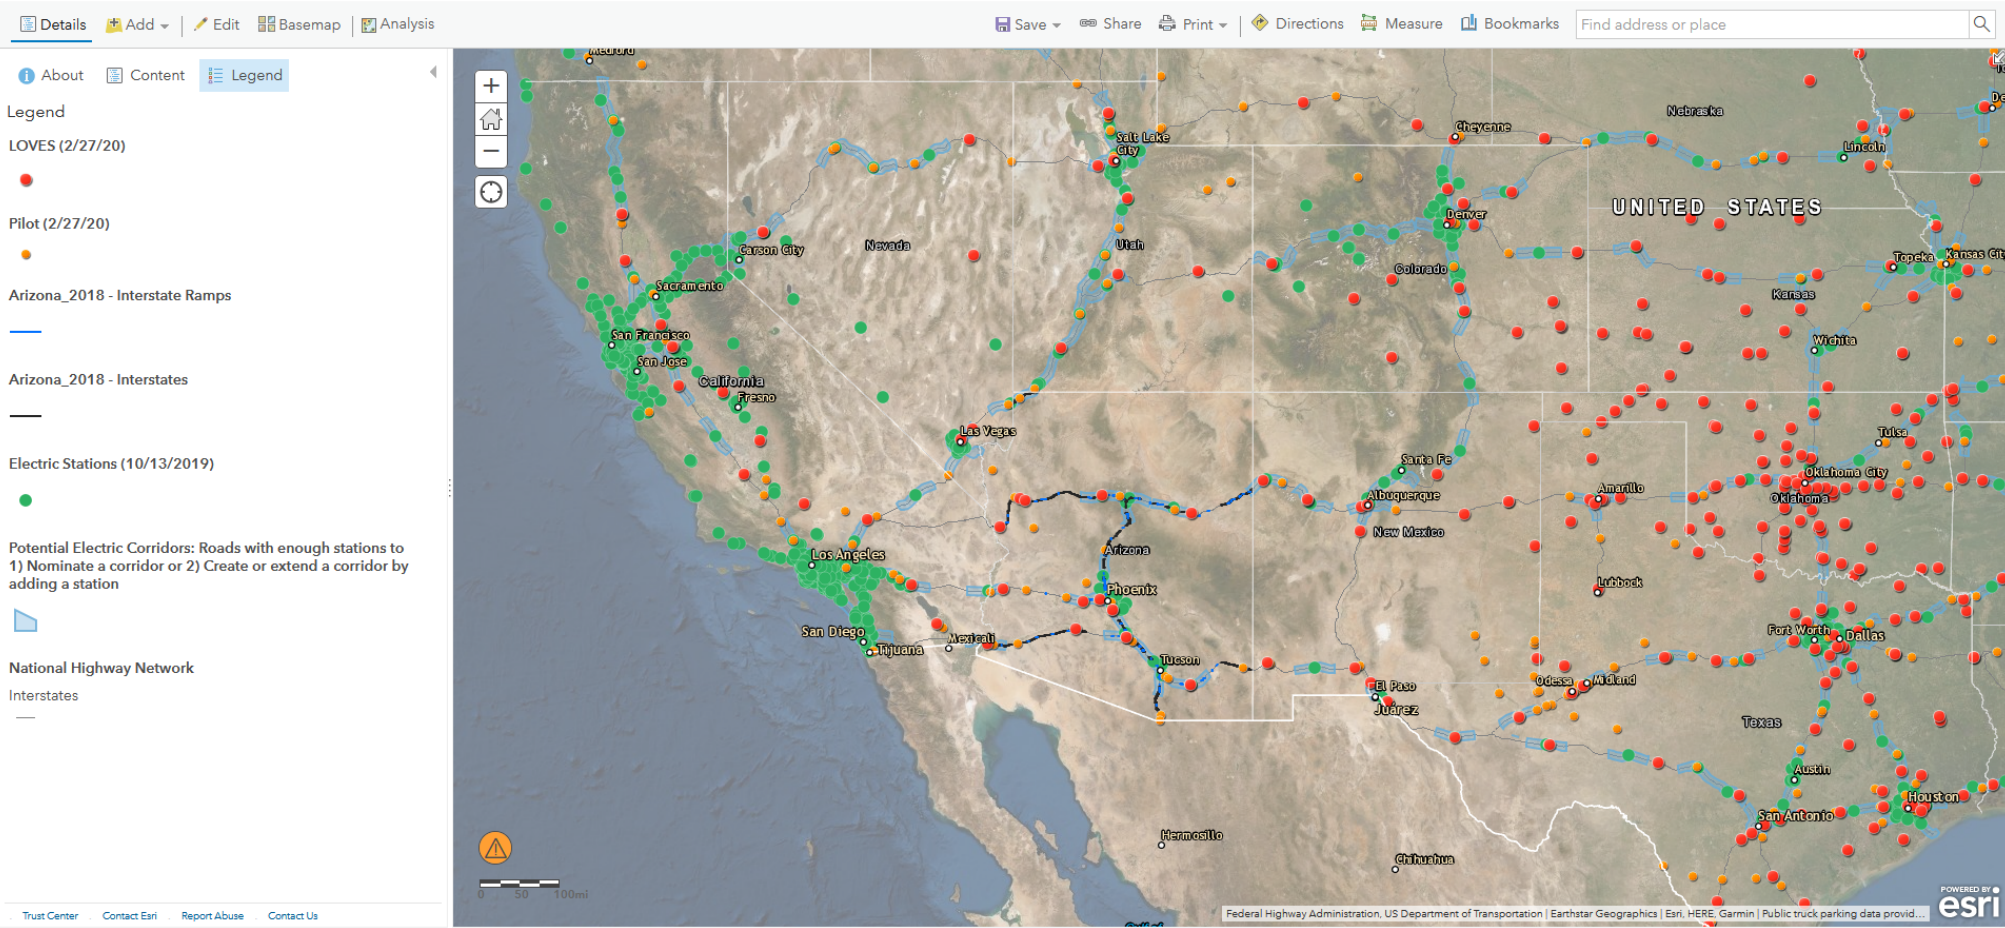 Details
Add
Edit
Basemap
Analysis
Save
Share
Print
Directions
Measure
Bookmarks
Find address or place
About
Content
Legend
Legend
LOVES (2/27/20)
Pilot (2/27/20)
Arizona_2018 - Interstate Ramps
Arizona_2018 - Interstates
Electric Stations (10/13/2019)
Potential Electric Corridors: Roads with enough stations to
1) Nominate a corridor or 2) Create or extend a corridor by
adding a station
National Highway Network
Interstates
Trust Center
Contact Esri
Report Abuse
Contact Us
Medford
Salt Lake
City
Cheyenne
Nebraska
Lincoln
UNITED STATES
Denver
Nevada
Carson City
Utah
Colorado
Topeka
Kansas City
Kansas
Sacramento
San Francisco
San Jose
California
Fresno
Wichita
Las Vegas
Tulsa
Santa Fe
Albuquerque
Oklahoma City
Amarillo
Oklahoma
New Mexico
Los Angeles
Arizona
Phoenix
Lubbock
San Diego
Tijuana
Mexicali
Tucson
Fort Worth
Dallas
El Paso
Juárez
Odessa
Midland
Texas
Austin
Houston
San Antonio
Hermosillo
Chihuahua
0 50 100mi
Federal Highway Administration, US Department of Transportation | Earthstar Geographics | Esri, HERE, Garmin | Public truck parking data provid...
POWERED BY
esri